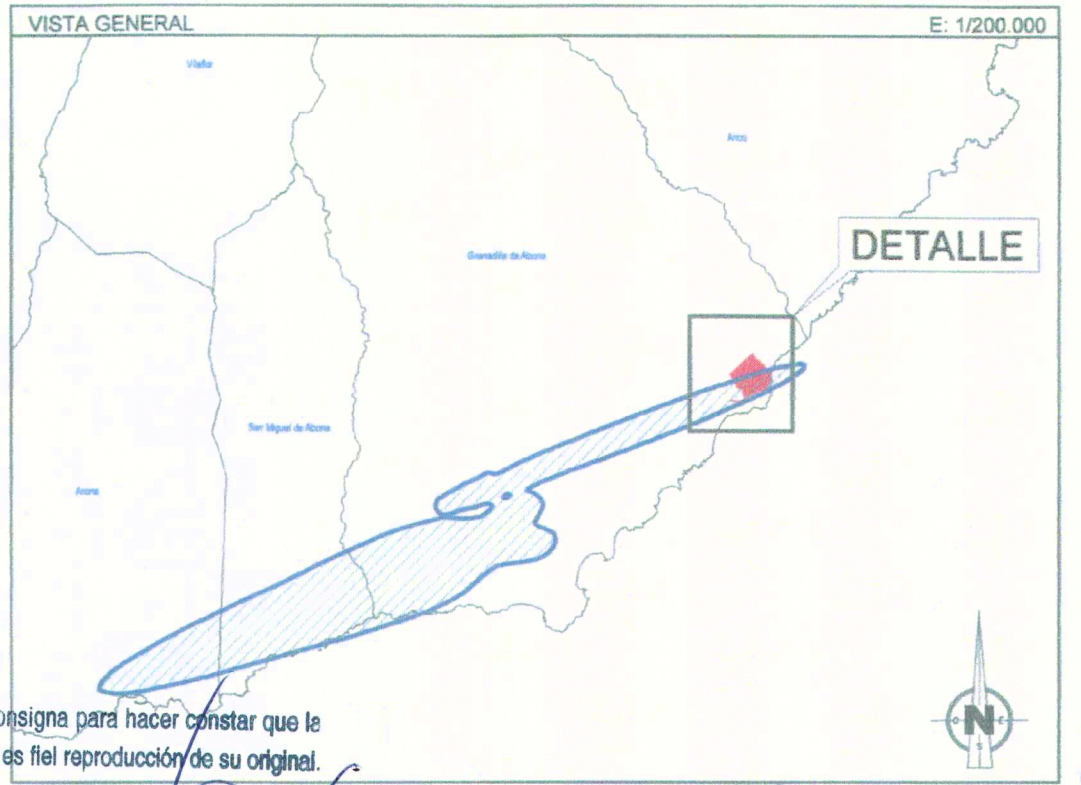 VISTA GENERAL
E: 1/200.000
Vilaflor
Arico
Granadilla de Abona
DETALLE
San Miguel de Abona
Arona
N
O
E
S
onsigna para hacer constar que la
es fiel reproducción de su original.